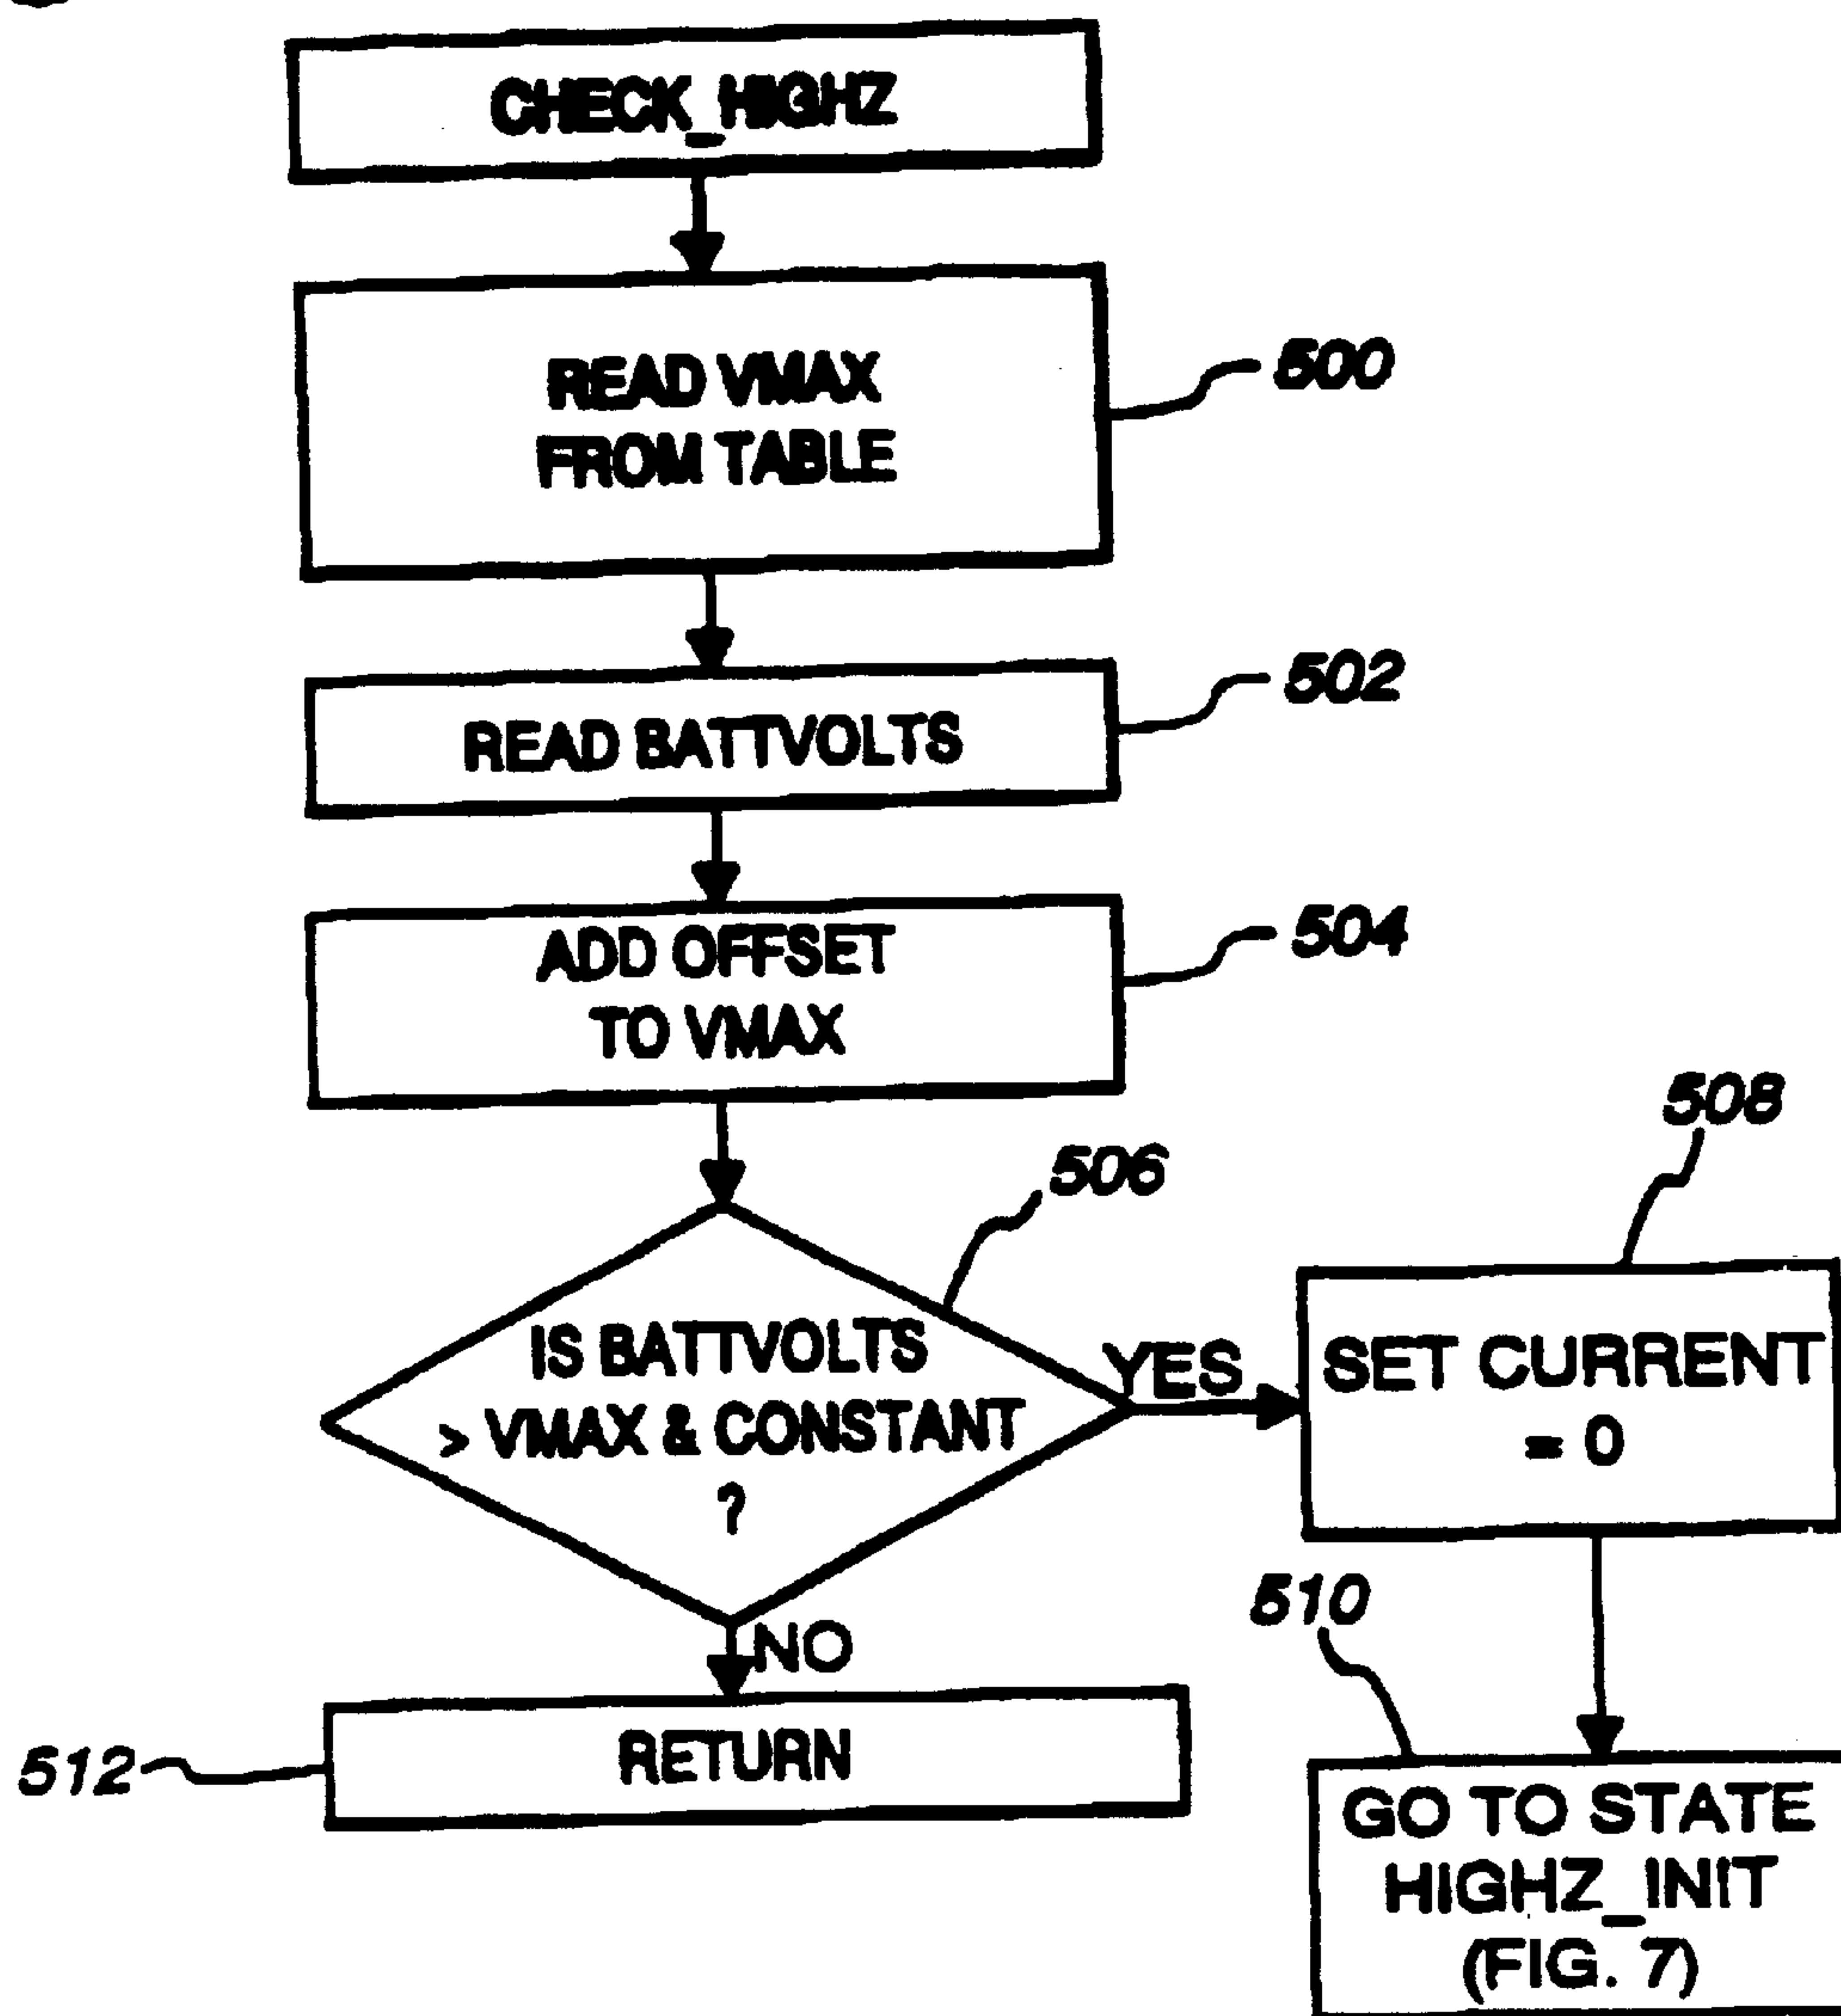 CHECK_HIGHZ
READ VMAX
FROM TABLE
500
READ BATTVOLTS
502
ADD OFFSET
TO VMAX
504
506
IS BATTVOLTS
> VMAX & CONSTANT
?
YES
508
SET CURRENT
= 0
NO
510
512
RETURN
GO TO STATE
HIGHZ_INIT
(FIG. 7)